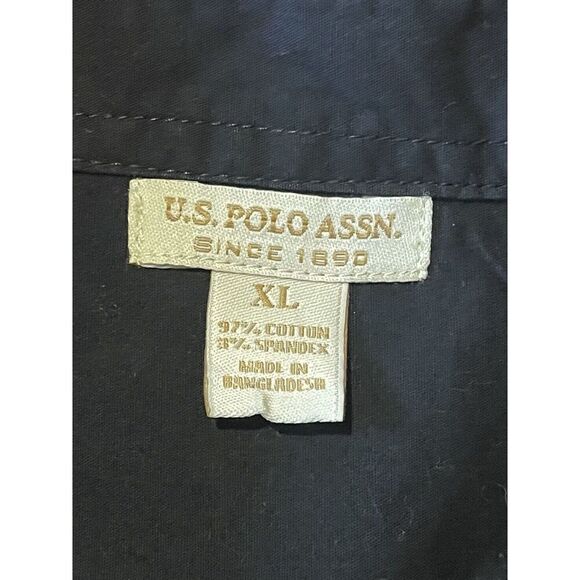 U.S. POLO ASSN.
SINCE 1890
XL
97% COTTON
3% SPANDEX
MADE IN
BANGLADESH